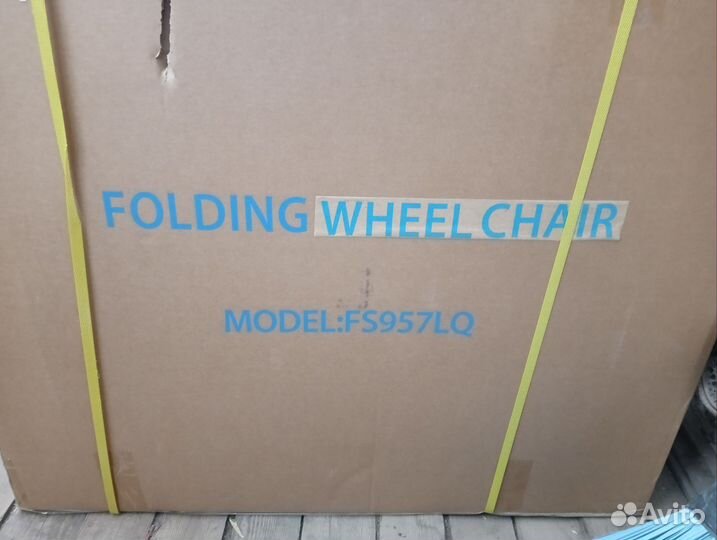 FOLDING WHEEL CHAIR
MODEL:FS957LQ
Avito